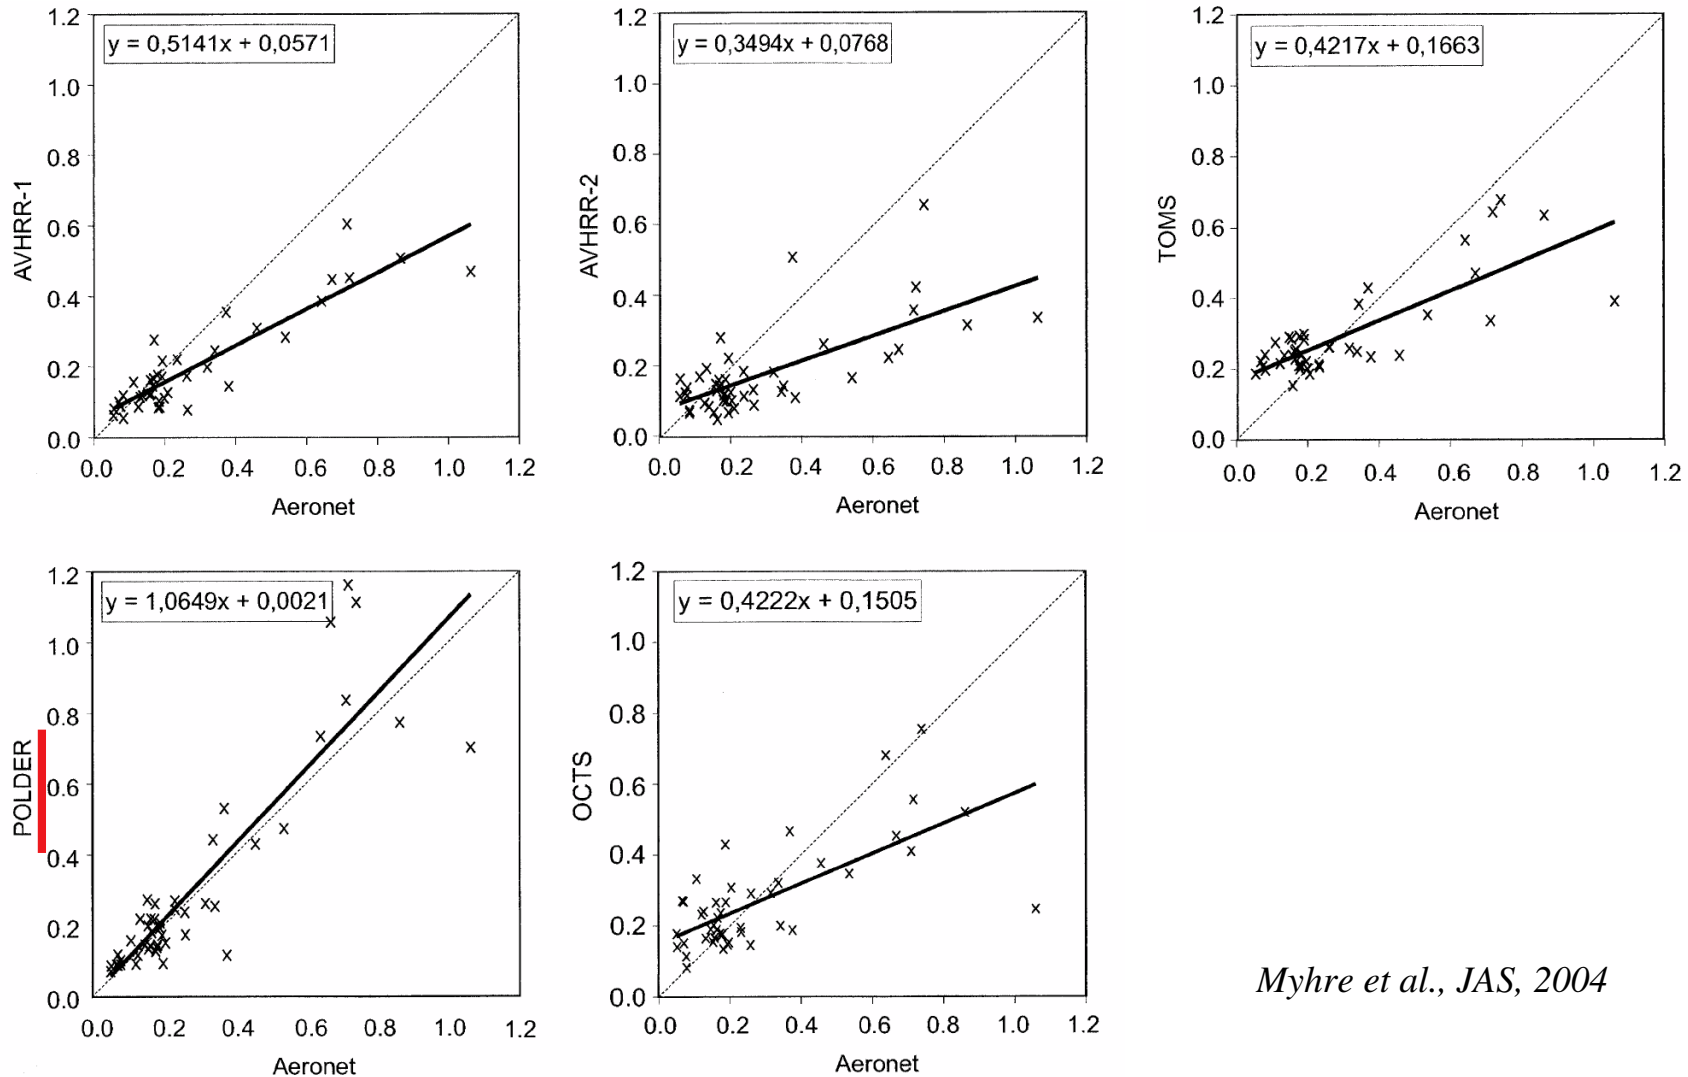 1.2
y = 0,5141x + 0,0571
1.0
0.8
0.6
0.4
0.2
0.0
AVHRR-1
0.0 0.2 0.4 0.6 0.8 1.0 1.2
Aeronet
1.2
y = 0,3494x + 0,0768
1.0
0.8
0.6
0.4
0.2
0.0
AVHRR-2
0.0 0.2 0.4 0.6 0.8 1.0 1.2
Aeronet
1.2
y = 0,4217x + 0,1663
1.0
0.8
0.6
0.4
0.2
0.0
TOMS
0.0 0.2 0.4 0.6 0.8 1.0 1.2
Aeronet
1.2
y = 1,0649x + 0,0021
1.0
0.8
0.6
0.4
0.2
0.0
POLDER
0.0 0.2 0.4 0.6 0.8 1.0 1.2
Aeronet
1.2
y = 0,4222x + 0,1505
1.0
0.8
0.6
0.4
0.2
0.0
OCTS
0.0 0.2 0.4 0.6 0.8 1.0 1.2
Aeronet
Myhre et al., JAS, 2004